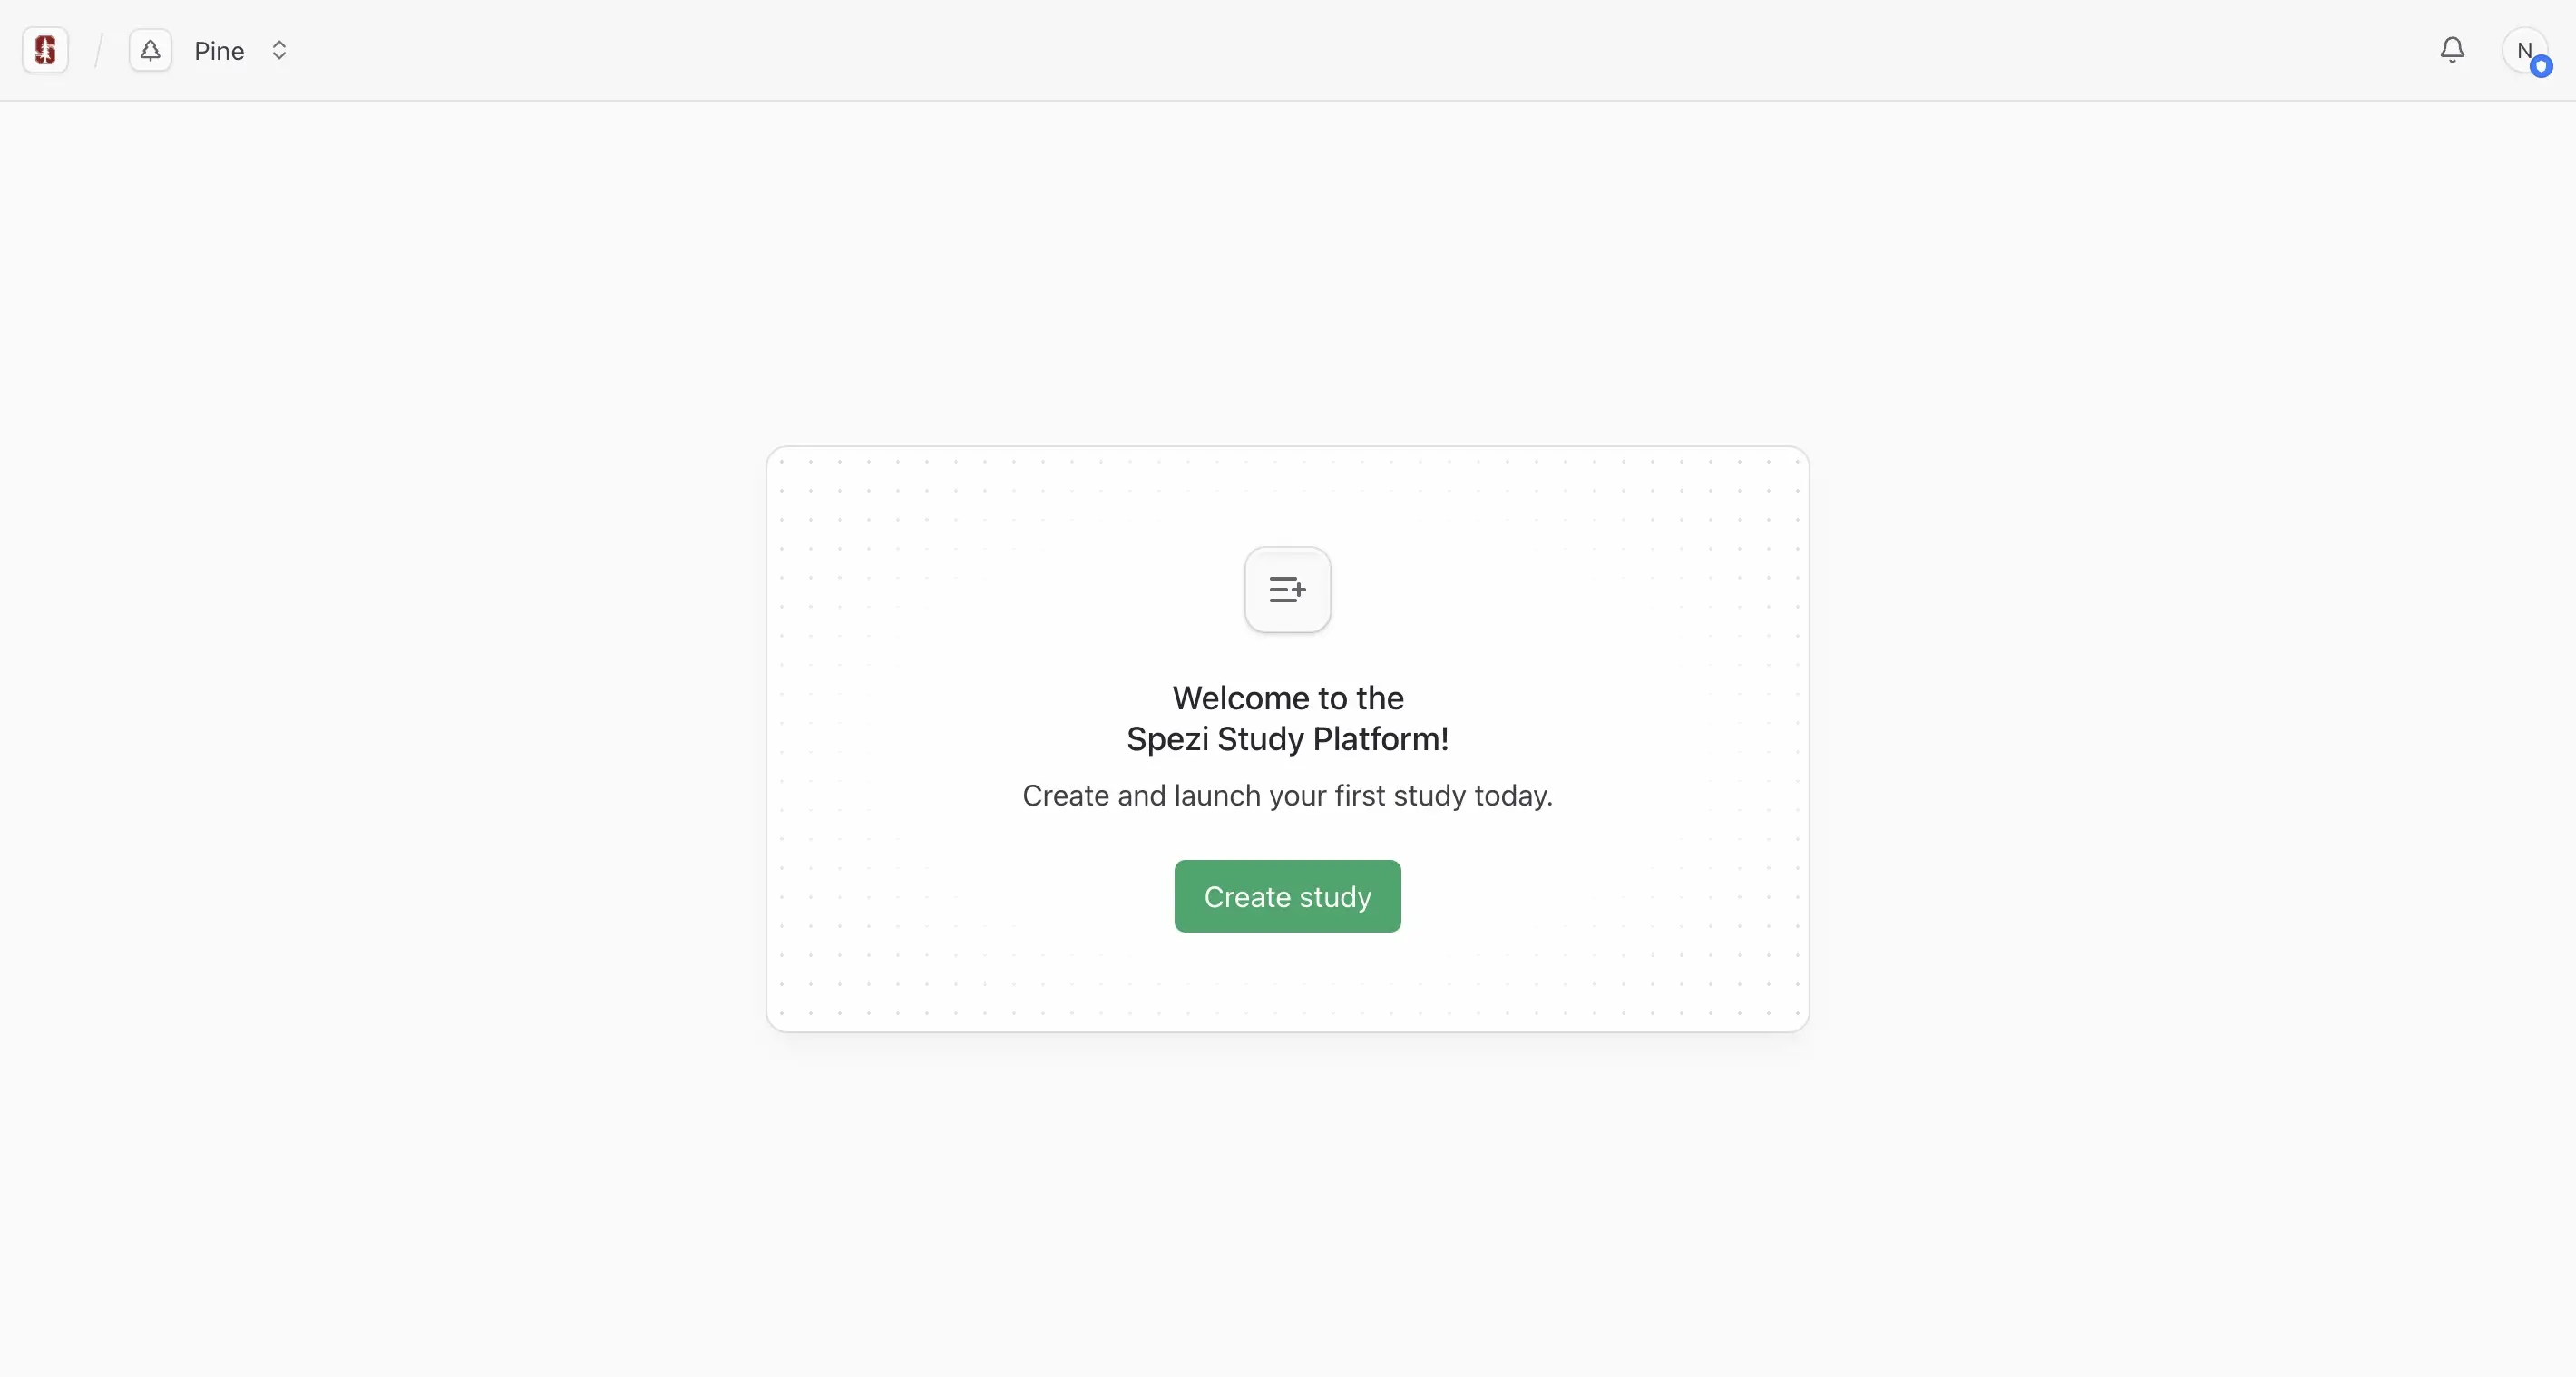 Pine
N
Welcome to the
Spezi Study Platform!
Create and launch your first study today.
Create study